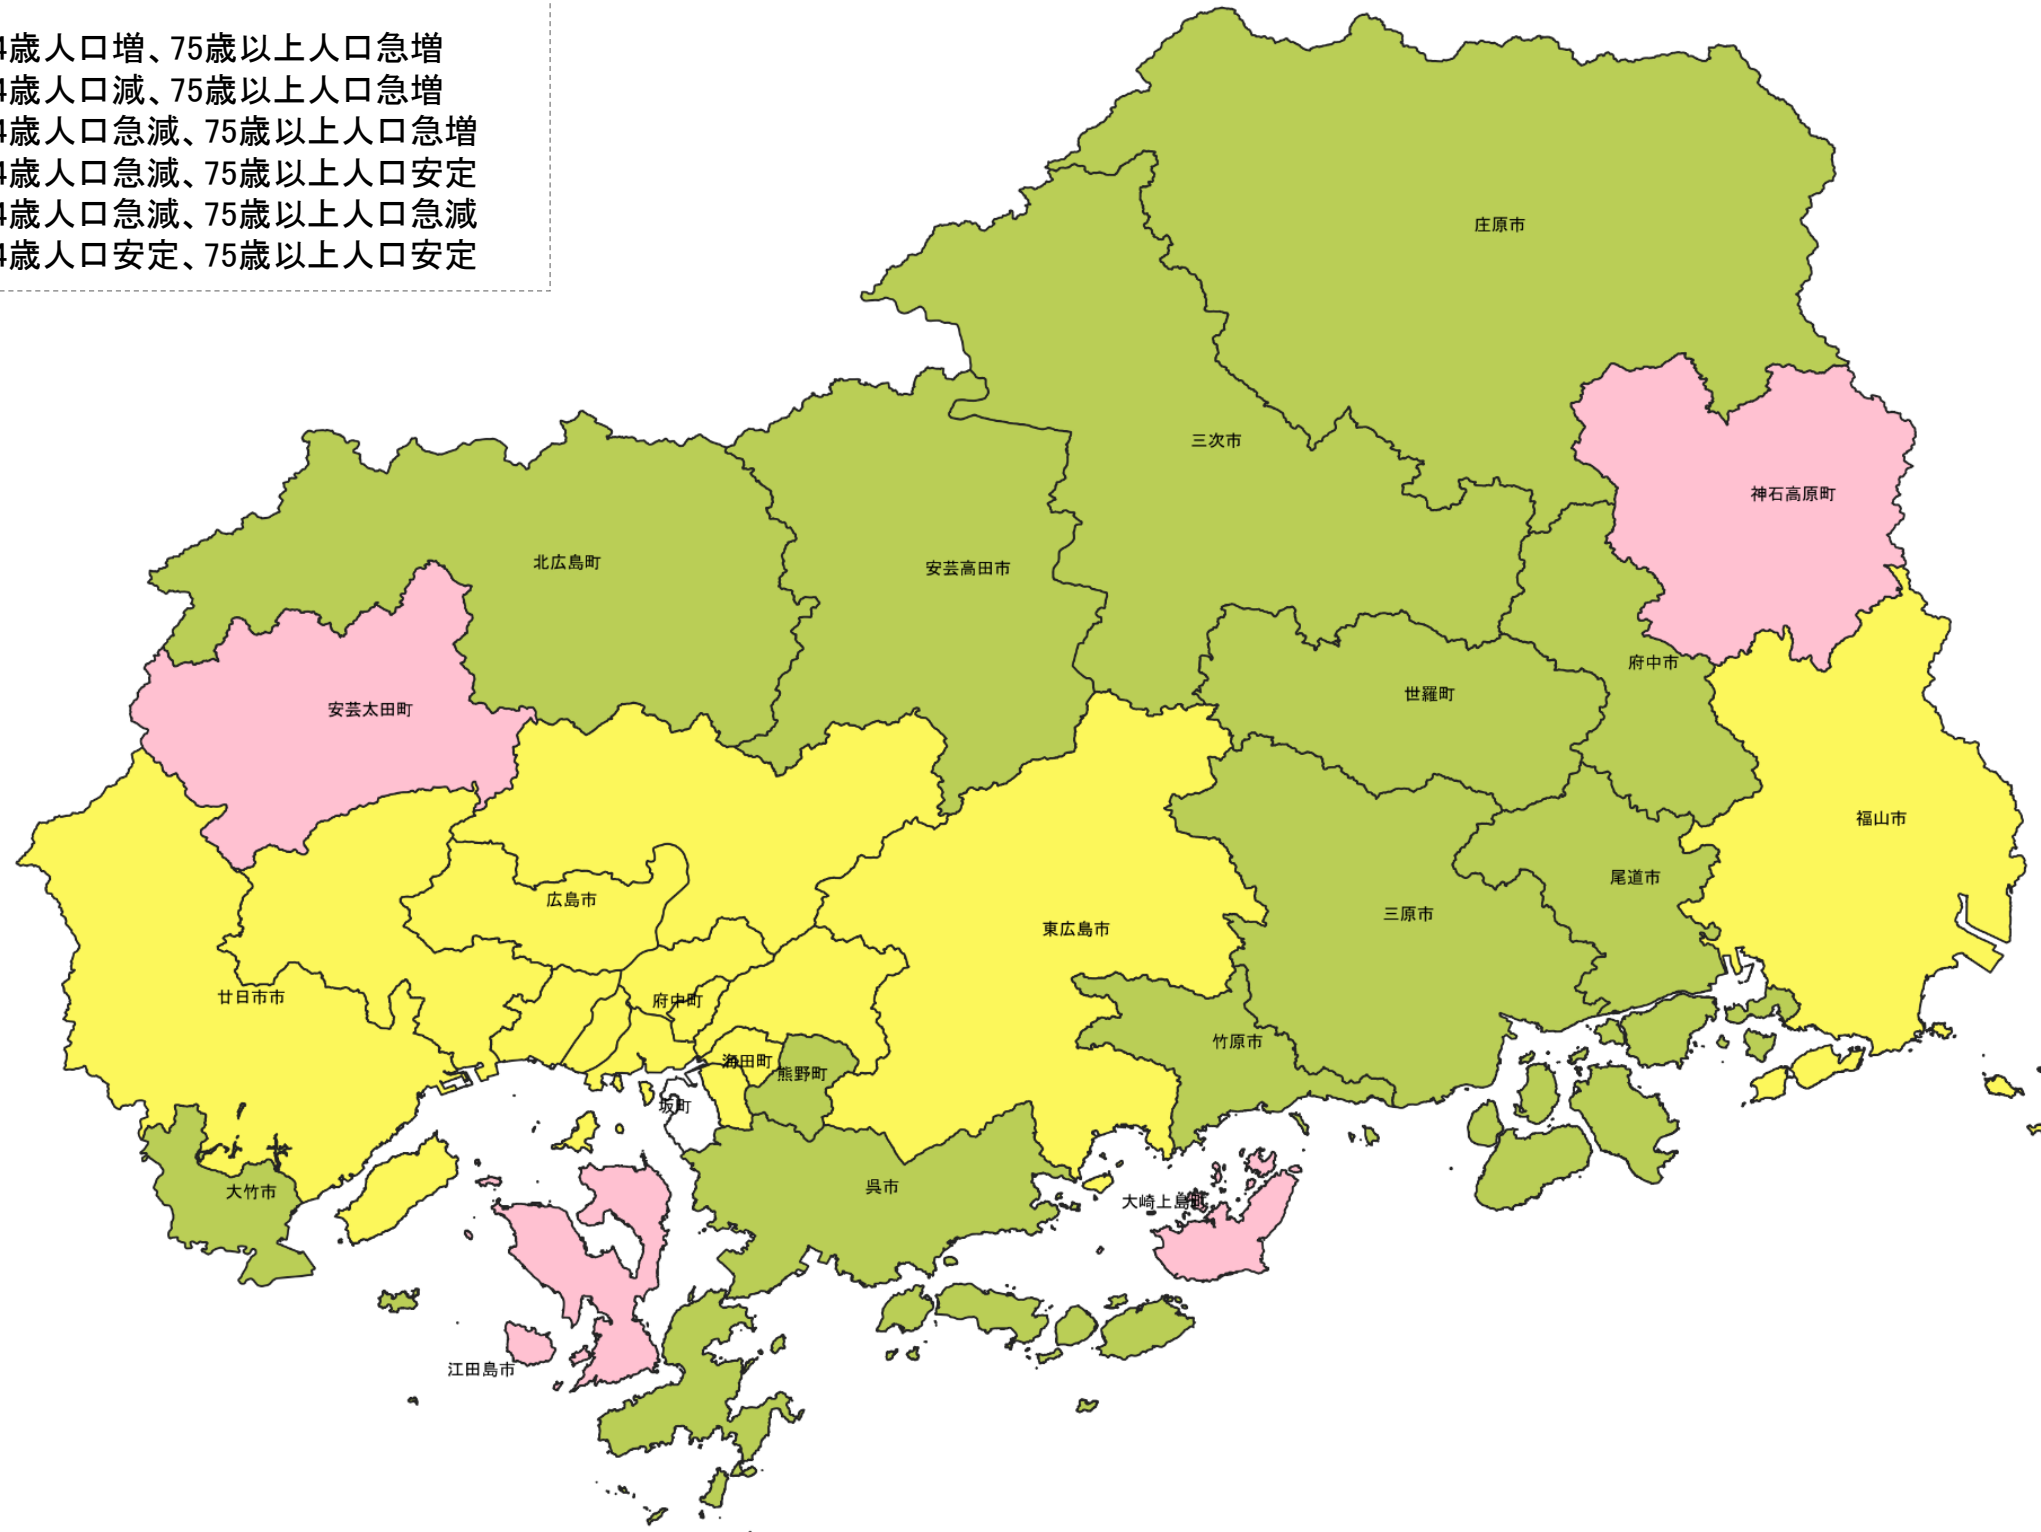 4歳人口増、75歳以上人口急増
4歳人口減、75歳以上人口急増
4歳人口急減、75歳以上人口急増
4歳人口急減、75歳以上人口安定
4歳人口急減、75歳以上人口急減
4歳人口安定、75歳以上人口安定
庄原市
三次市
神石高原町
北広島町
安芸高田市
府中市
世羅町
安芸太田町
福山市
尾道市
広島市
三原市
東広島市
廿日市市
府中町
竹原市
海田町
熊野町
坂町
呉市
大竹市
大崎上島町
江田島市